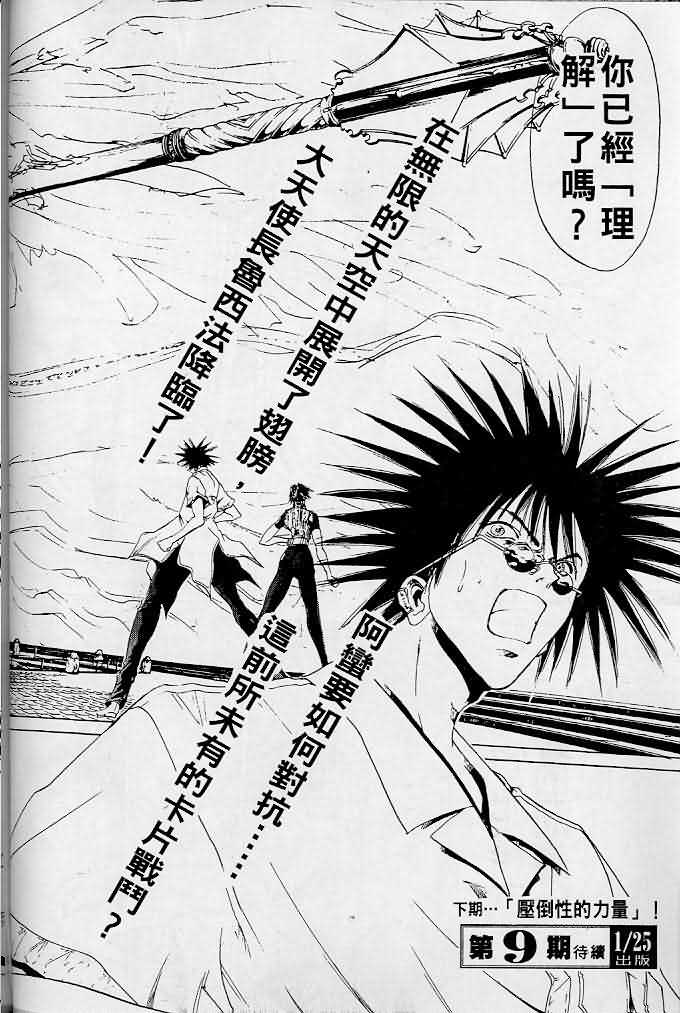 你已經「理
解」了嗎？
在無限的天空中展開了翅膀，
大天使長魯西法降臨了！
阿蠻要如何對抗……
這前所未有的卡片戰鬥？
下期…「壓倒性的力量」！
第9期待續 1/25出版